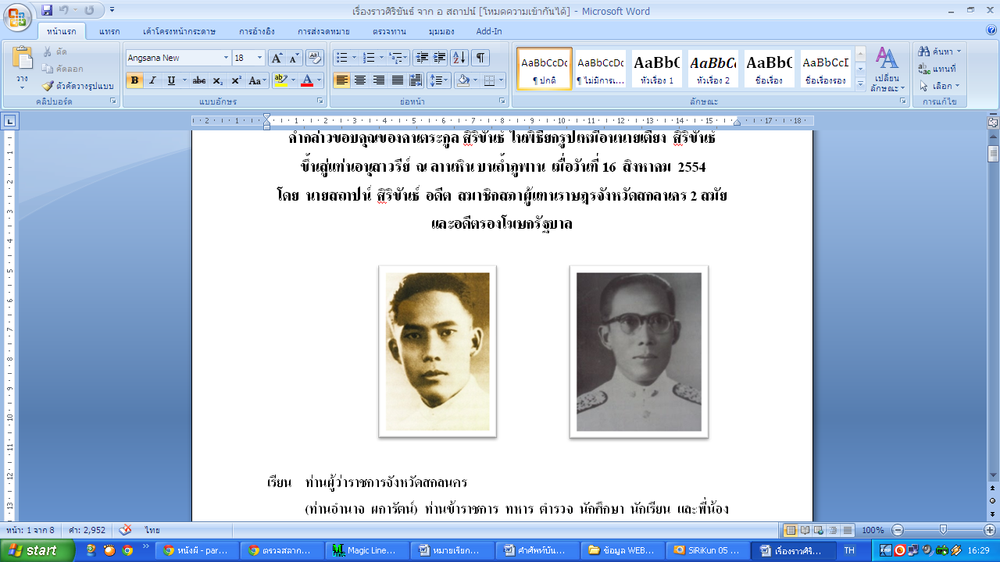 เรื่องราวศิริขันธ์ จาก อ สถาปน์ [โหมดความเข้ากันได้] - Microsoft Word
หน้าแรก แทรก เค้าโครงหน้ากระดาษ การอ้างอิง การส่งจดหมาย ตรวจทาน มุมมอง Add-In
วาง
ตัด
คัดลอก
ตัวคัดวางรูปแบบ
คลิปบอร์ด
Angsana New 18
B I U abc X₂ X² Aa
แบบอักษร
ย่อหน้า
AaBbCcDc AaBbCcDc AaBbC AaBbCc AaBbC AaBbCcI
¶ ปกติ ¶ ไม่มีการเ... หัวเรื่อง 1 หัวเรื่อง 2 ชื่อเรื่อง ชื่อเรื่องรอง
เปลี่ยน
ลักษณะ
ลักษณะ
ค้นหา
แทนที่
เลือก
การแก้ไข
คำกล่าวขอบคุณของคนตระกูล สิริขันธ์ ในพิธียกรูปเหมือนนายเตียง สิริขันธ์
ขึ้นสู่แท่นอนุสาวรีย์ ณ ลานหิน บนถ้ำภูพาน เมื่อวันที่ 16 สิงหาคม 2554
โดย นายสถาปน์ สิริขันธ์ อดีต สมาชิกสภาผู้แทนราษฎรจังหวัดสกลนคร 2 สมัย
และอดีตรองโฆษกรัฐบาล
เรียน ท่านผู้ว่าราชการจังหวัดสกลนคร
(ท่านอำนาจ ผการัตน์) ท่านข้าราชการ ทหาร ตำรวจ นักศึกษา นักเรียน และพี่น้อง
หน้า: 1 จาก 8 คำ: 2,952 ไทย 100%
start หนังผี - par... ตรวจสลาก... Magic Line... หมายเรียก... คำศัพท์บัน... ข้อมูล WEB... SiRiKun 05 ... เรื่องราวศิริ... TH 16:29